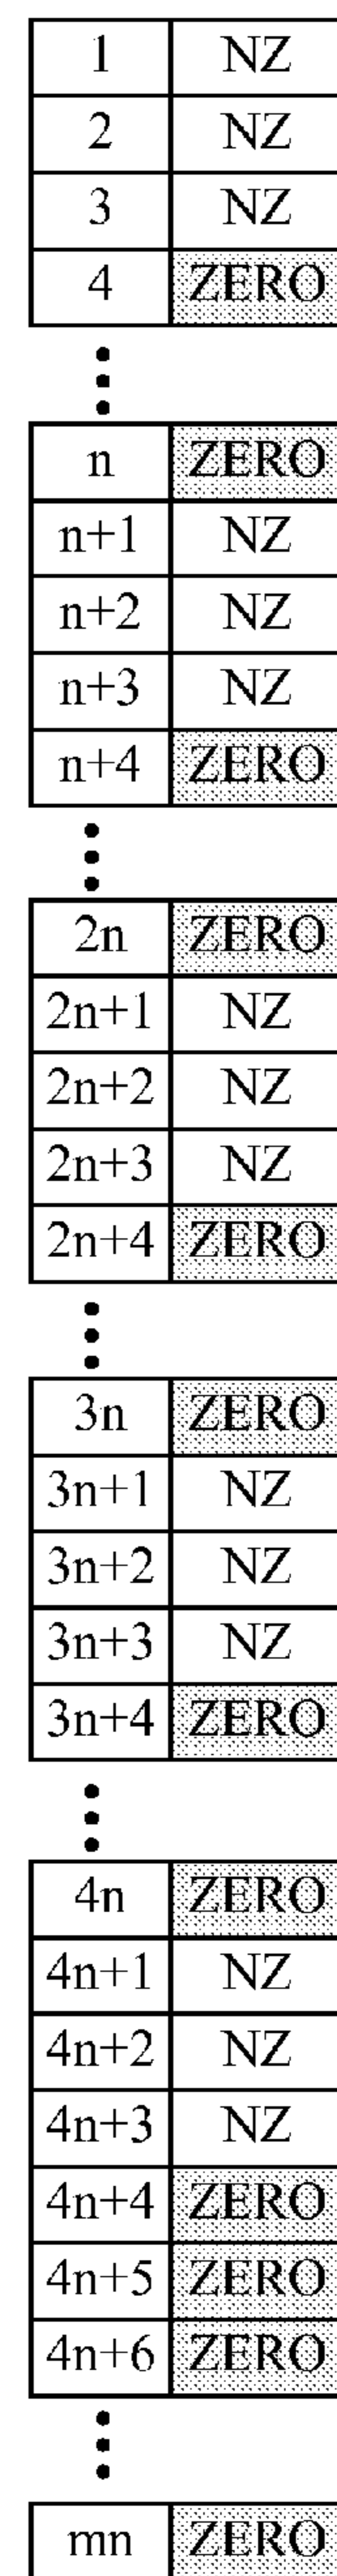 1 NZ
2 NZ
3 NZ
4 ZERO
n ZERO
n+1 NZ
n+2 NZ
n+3 NZ
n+4 ZERO
2n ZERO
2n+1 NZ
2n+2 NZ
2n+3 NZ
2n+4 ZERO
3n ZERO
3n+1 NZ
3n+2 NZ
3n+3 NZ
3n+4 ZERO
4n ZERO
4n+1 NZ
4n+2 NZ
4n+3 NZ
4n+4 ZERO
4n+5 ZERO
4n+6 ZERO
mn ZERO